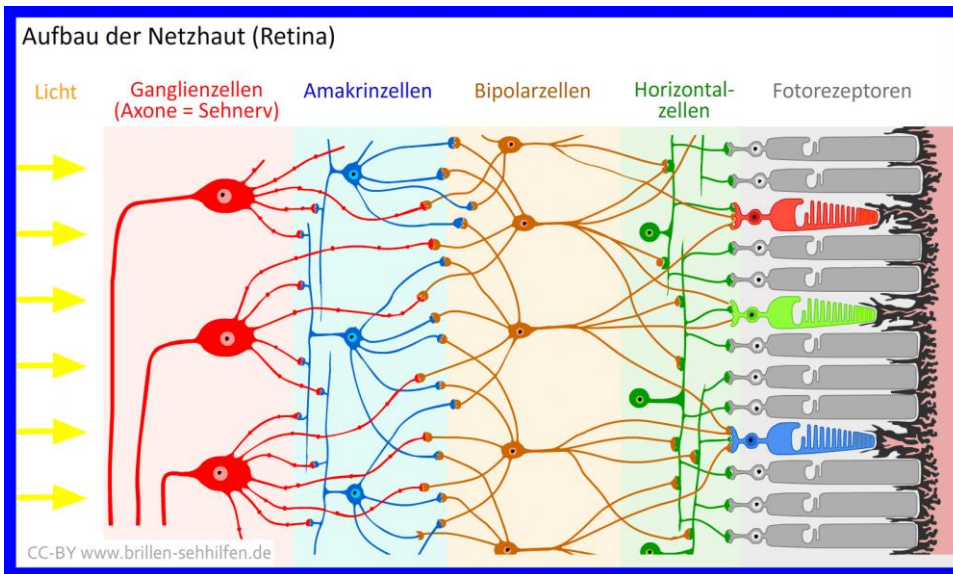 Aufbau der Netzhaut (Retina)
Licht
Ganglienzellen
(Axone = Sehnerv)
Amakrinzellen
Bipolarzellen
Horizontal-
zellen
Fotorezeptoren
CC-BY www.brillen-sehhilfen.de